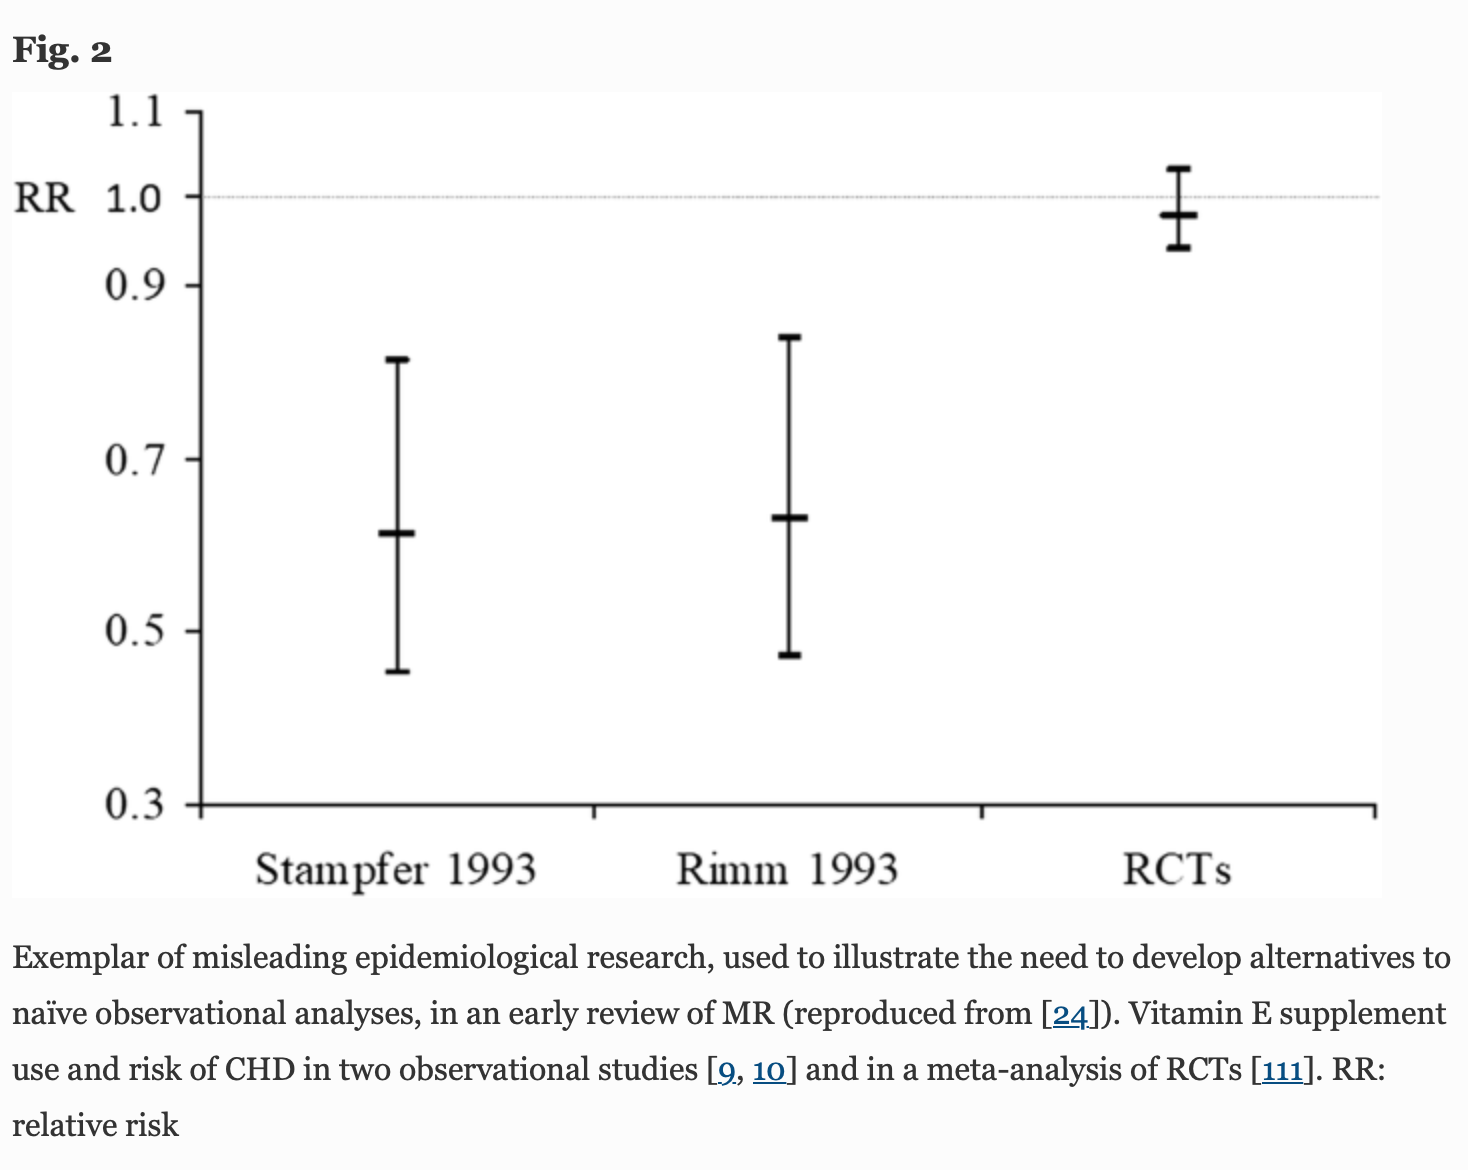 Fig. 2
1.1
RR 1.0
0.9
0.7
0.5
0.3
Stampfer 1993 Rimm 1993 RCTs
Exemplar of misleading epidemiological research, used to illustrate the need to develop alternatives to
naïve observational analyses, in an early review of MR (reproduced from [24]). Vitamin E supplement
use and risk of CHD in two observational studies [9, 10] and in a meta-analysis of RCTs [111]. RR:
relative risk